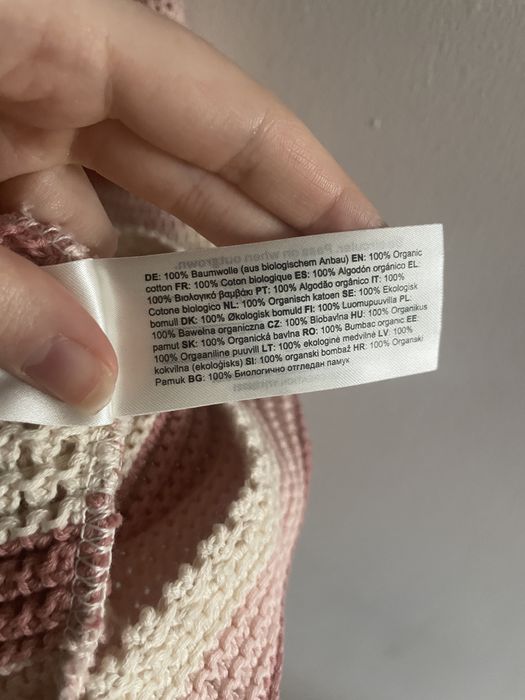 DE: 100% Baumwolle (aus biologischem Anbau) EN: 100% Organic
cotton FR: 100% Coton biologique ES: 100% Algodón orgánico EL:
100% Βιολογικό βαμβάκι PT: 100% Algodão orgânico IT: 100%
Cotone biologico NL: 100% Organisch katoen SE: 100% Ekologisk
bomull DK: 100% Økologisk bomuld FI: 100% Luomupuuvilla PL:
100% Bawełna organiczna CZ: 100% Biobavlna HU: 100% Organikus
pamut SK: 100% Organická bavlna RO: 100% Bumbac organic EE:
100% Orgaaniline puuvill LT: 100% ekologinė medvilnė LV: 100%
kokvilna (ekoloģisks) SI: 100% organski bombaž HR: 100% Organski
Pamuk BG: 100% Биологично отгледан памук